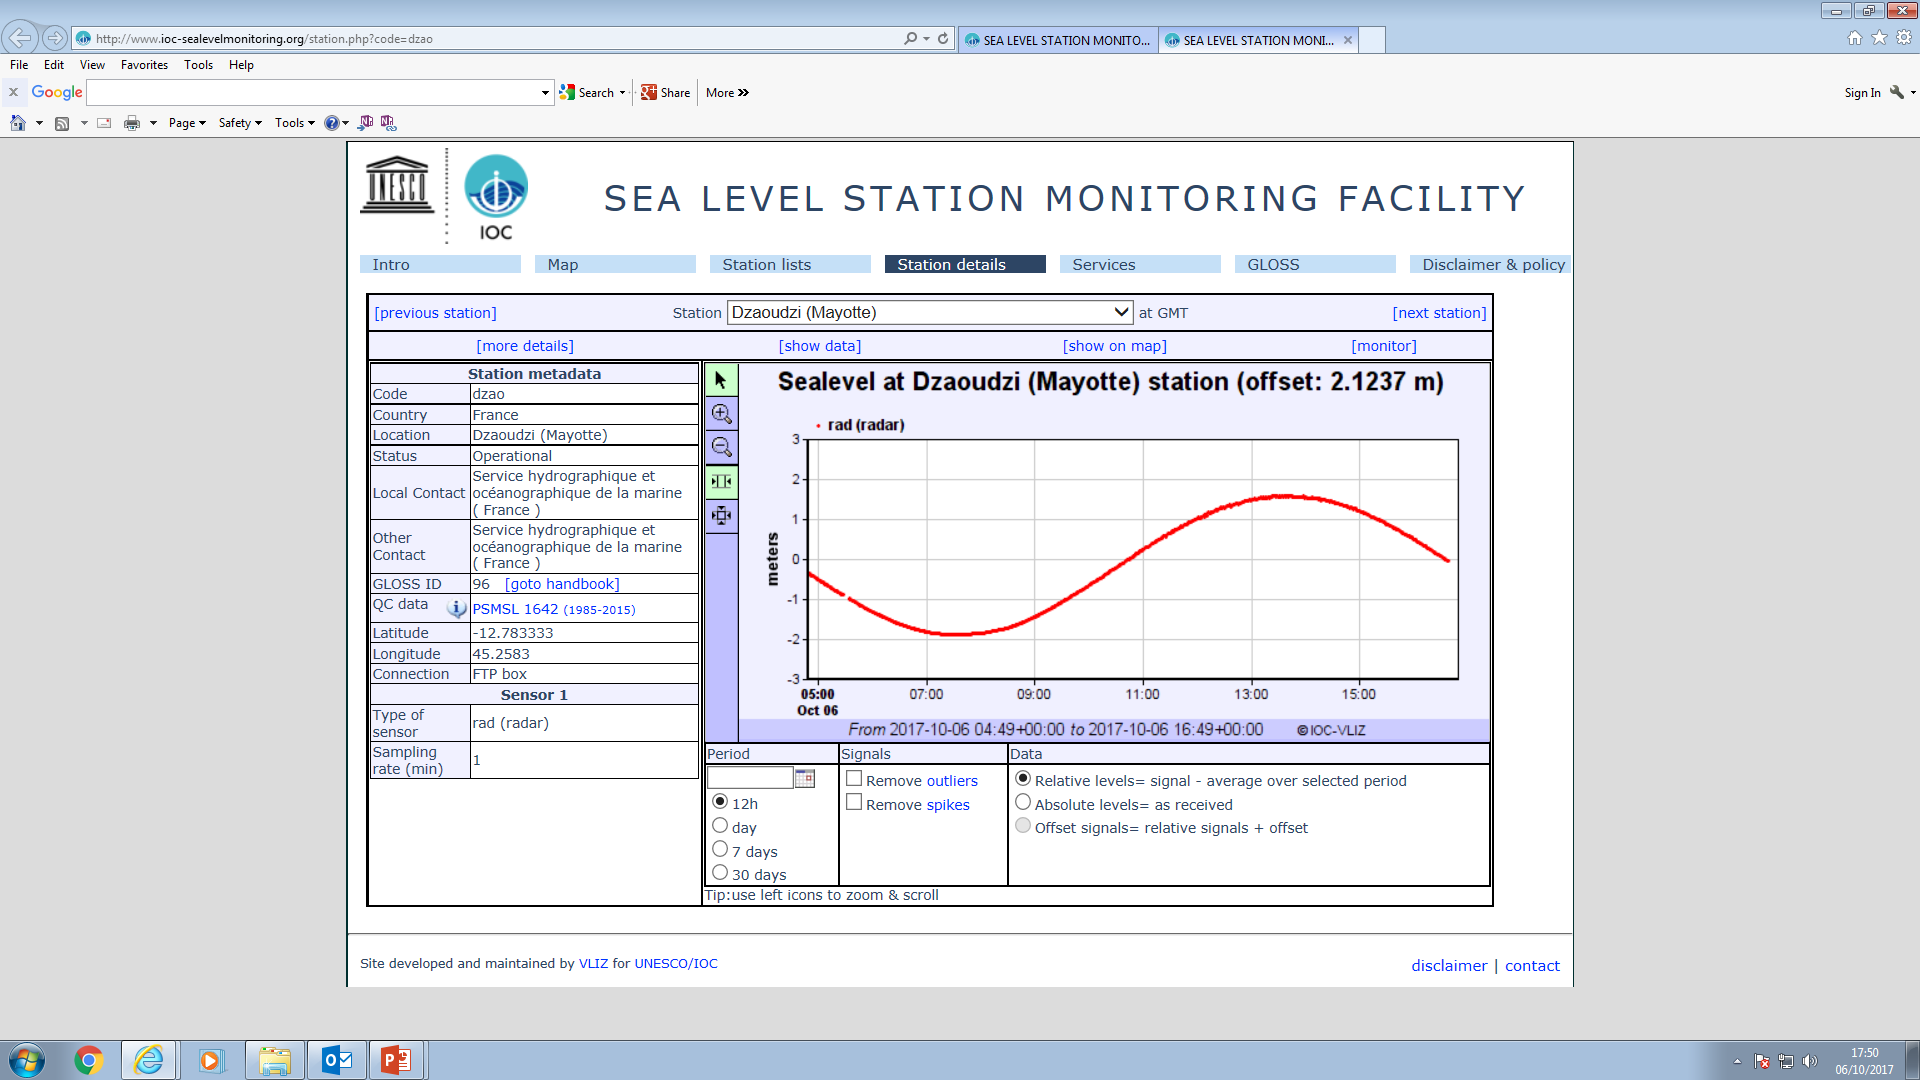 http://www.ioc-sealevelmonitoring.org/station.php?code=dzao
SEA LEVEL STATION MONITO...
SEA LEVEL STATION MONI...
File Edit View Favorites Tools Help
x Google Search Share More »
Sign In
Page Safety Tools
UNESCO
IOC
SEA LEVEL STATION MONITORING FACILITY
Intro Map Station lists Station details Services GLOSS Disclaimer & policy
[previous station] Station Dzaoudzi (Mayotte) at GMT [next station]
[more details] [show data] [show on map] [monitor]
Station metadata
Code dzao
Country France
Location Dzaoudzi (Mayotte)
Status Operational
Local Contact Service hydrographique et
océanographique de la marine
( France )
Other
Contact Service hydrographique et
océanographique de la marine
( France )
GLOSS ID 96 [goto handbook]
QC data PSMSL 1642 (1985-2015)
Latitude -12.783333
Longitude 45.2583
Connection FTP box
Sensor 1
Type of
sensor rad (radar)
Sampling
rate (min) 1
Sealevel at Dzaoudzi (Mayotte) station (offset: 2.1237 m)
rad (radar)
meters
3
2
1
0
-1
-2
-3
05:00 07:00 09:00 11:00 13:00 15:00
Oct 06
From 2017-10-06 04:49+00:00 to 2017-10-06 16:49+00:00 ©IOC-VLIZ
Period Signals Data
12h
day
7 days
30 days
Remove outliers
Remove spikes
Relative levels= signal - average over selected period
Absolute levels= as received
Offset signals= relative signals + offset
Tip:use left icons to zoom & scroll
Site developed and maintained by VLIZ for UNESCO/IOC
disclaimer | contact
17:50
06/10/2017